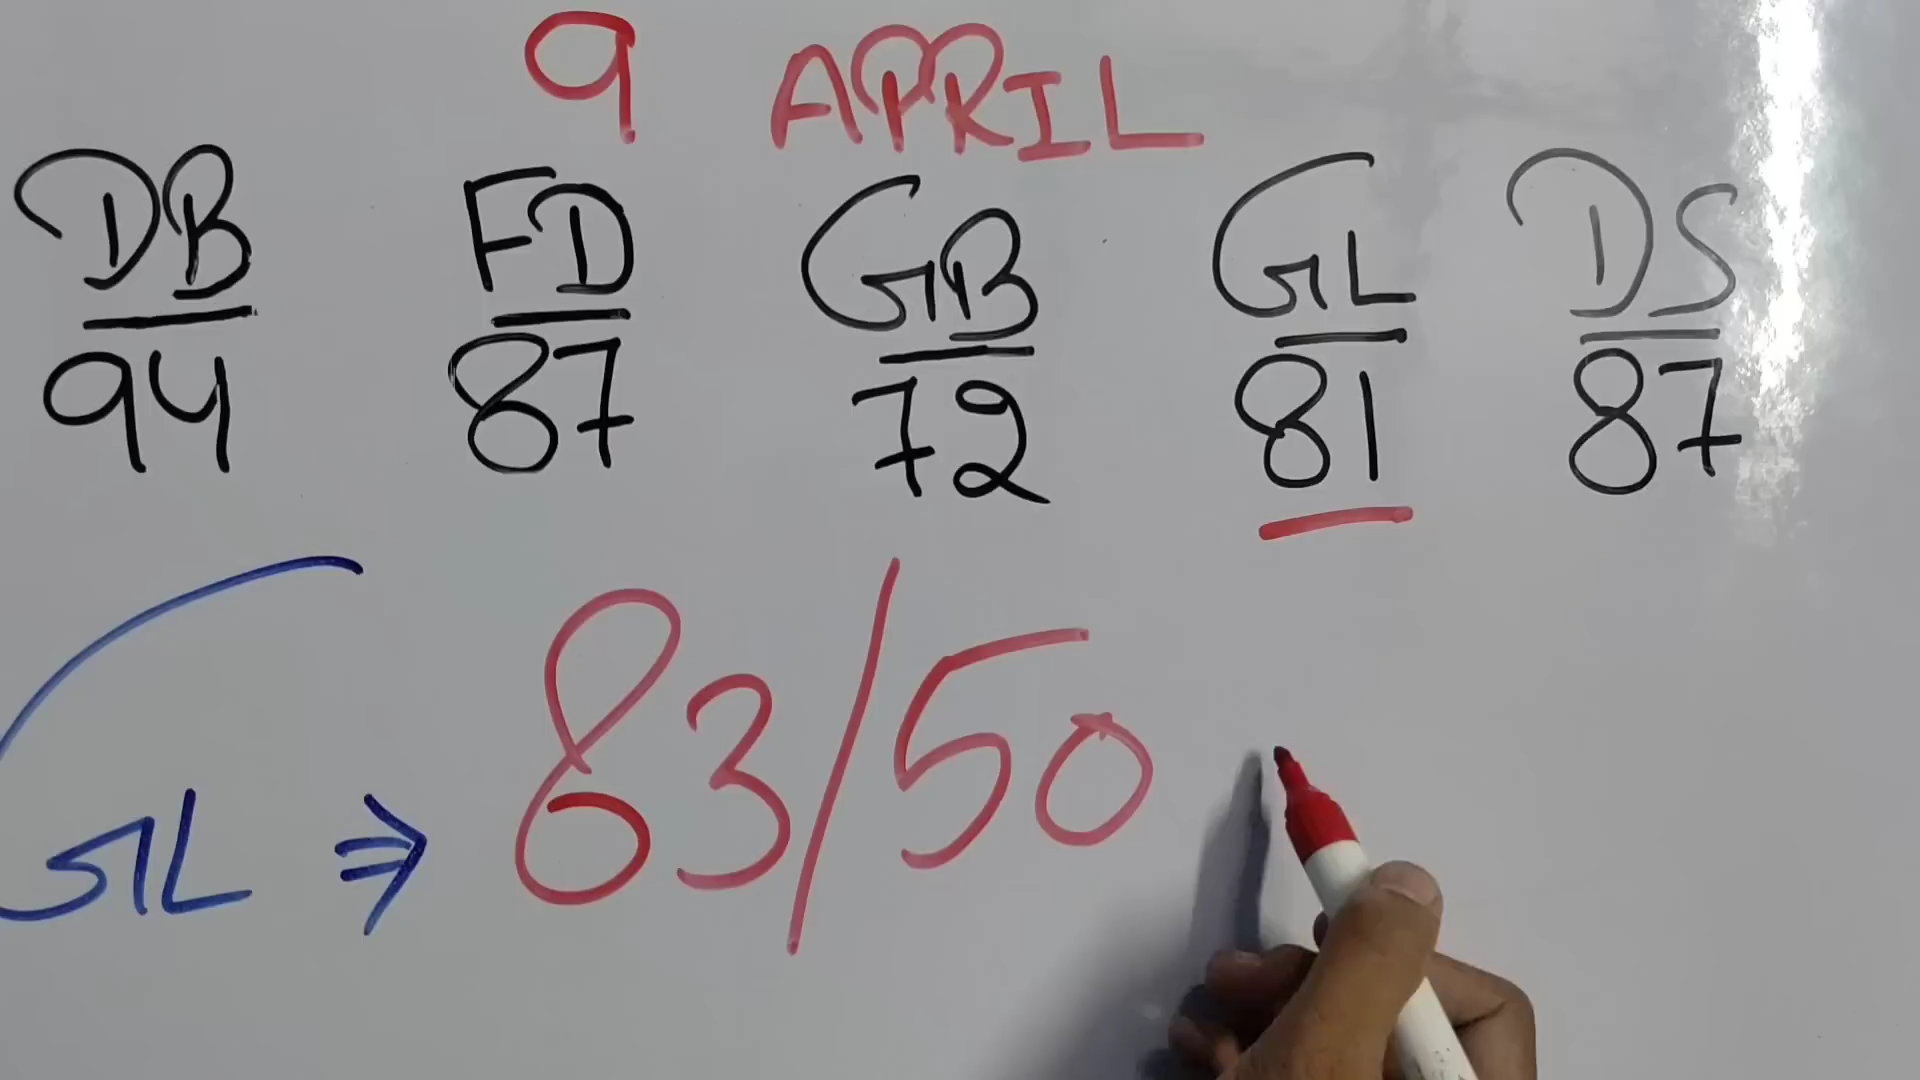 9 APRIL
DB FD GB GL DS
94 87 72 81 87
GL ⇒ 83/50